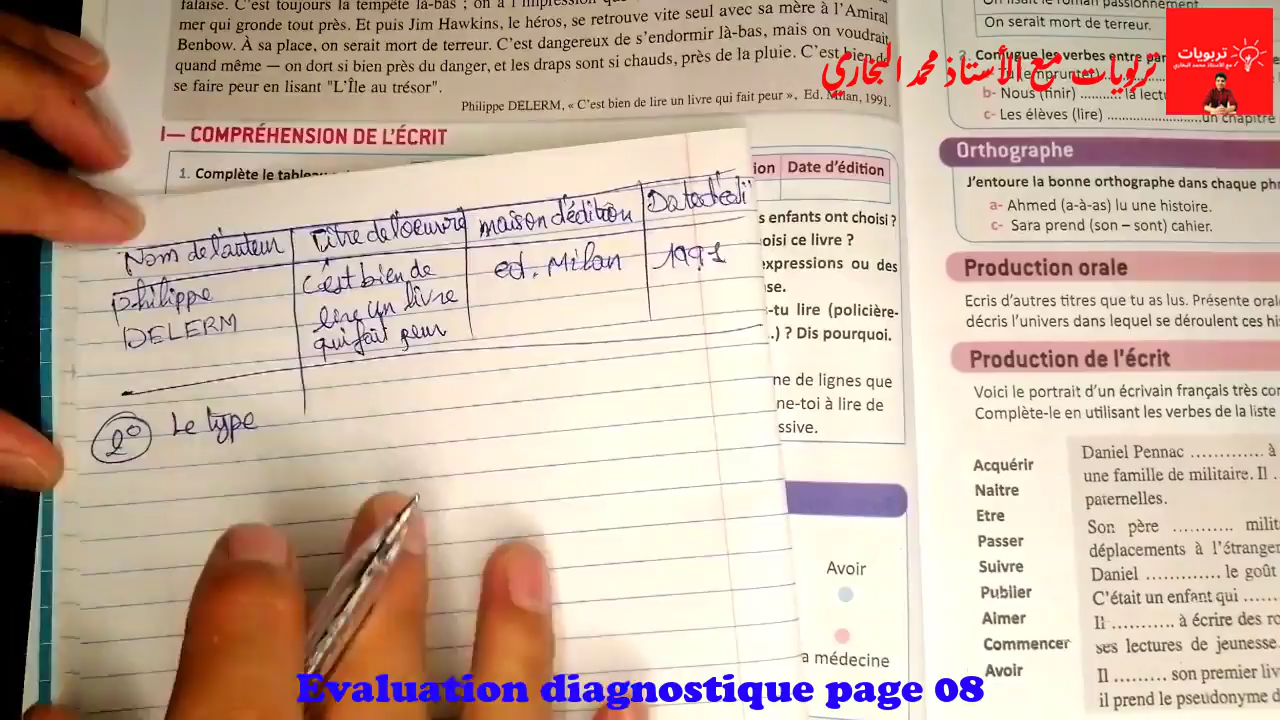 falaise. C'est toujours la tempête là-bas ; on a l'impression que
mer qui gronde tout près. Et puis Jim Hawkins, le héros, se retrouve vite seul avec sa mère à l'Amiral
Benbow. À sa place, on serait mort de terreur. C'est dangereux de s'endormir là-bas, mais on voudrait
quand même — on dort si bien près du danger, et les draps sont si chauds, près de la pluie. C'est bien de
se faire peur en lisant "L'Île au trésor".
Philippe DELERM, « C'est bien de lire un livre qui fait peur », Ed. Milan, 1991.
I— COMPRÉHENSION DE L'ÉCRIT
1. Complète le tableau
ion Date d'édition
Nom de l'auteur titre de l'oeuvre maison d'édition Date d'édi
philippe DELERM
c'est bien de lire un livre qui fait peur
ed. Milan
1991
2° Le type
s enfants ont choisi ?
oisi ce livre ?
expressions ou des
se.
-tu lire (policière-
.) ? Dis pourquoi.
ne de lignes que
ne-toi à lire de
ssive.
Avoir
a médecine
On lisait le roman passionnément
On serait mort de terreur.
2. Conjugue les verbes entre par
tu (emprunter)
b- Nous (finir) .......... la lectu
c- Les élèves (lire) ........................un chapitre
Orthographe
J'entoure la bonne orthographe dans chaque phr
a- Ahmed (a-à-as) lu une histoire.
c- Sara prend (son – sont) cahier.
Production orale
Ecris d'autres titres que tu as lus. Présente oral
décris l'univers dans lequel se déroulent ces his
Production de l'écrit
Voici le portrait d'un écrivain français très con
Complète-le en utilisant les verbes de la liste
Acquérir
Naitre
Etre
Passer
Suivre
Publier
Aimer
Commencer
Avoir
Daniel Pennac ............. à
une famille de militaire. Il
paternelles.
Son père .......... milit
déplacements à l'étranger
Daniel ............ le goût
C'était un enfant qui ......
Il .......... à écrire des ro
ses lectures de jeunesse.
Il ......... son premier liv
il prend le pseudonyme d
تربويات مع الأستاذ محمد البخاري
تربويات
مع الأستاذ محمد البخاري
Evaluation diagnostique page 08